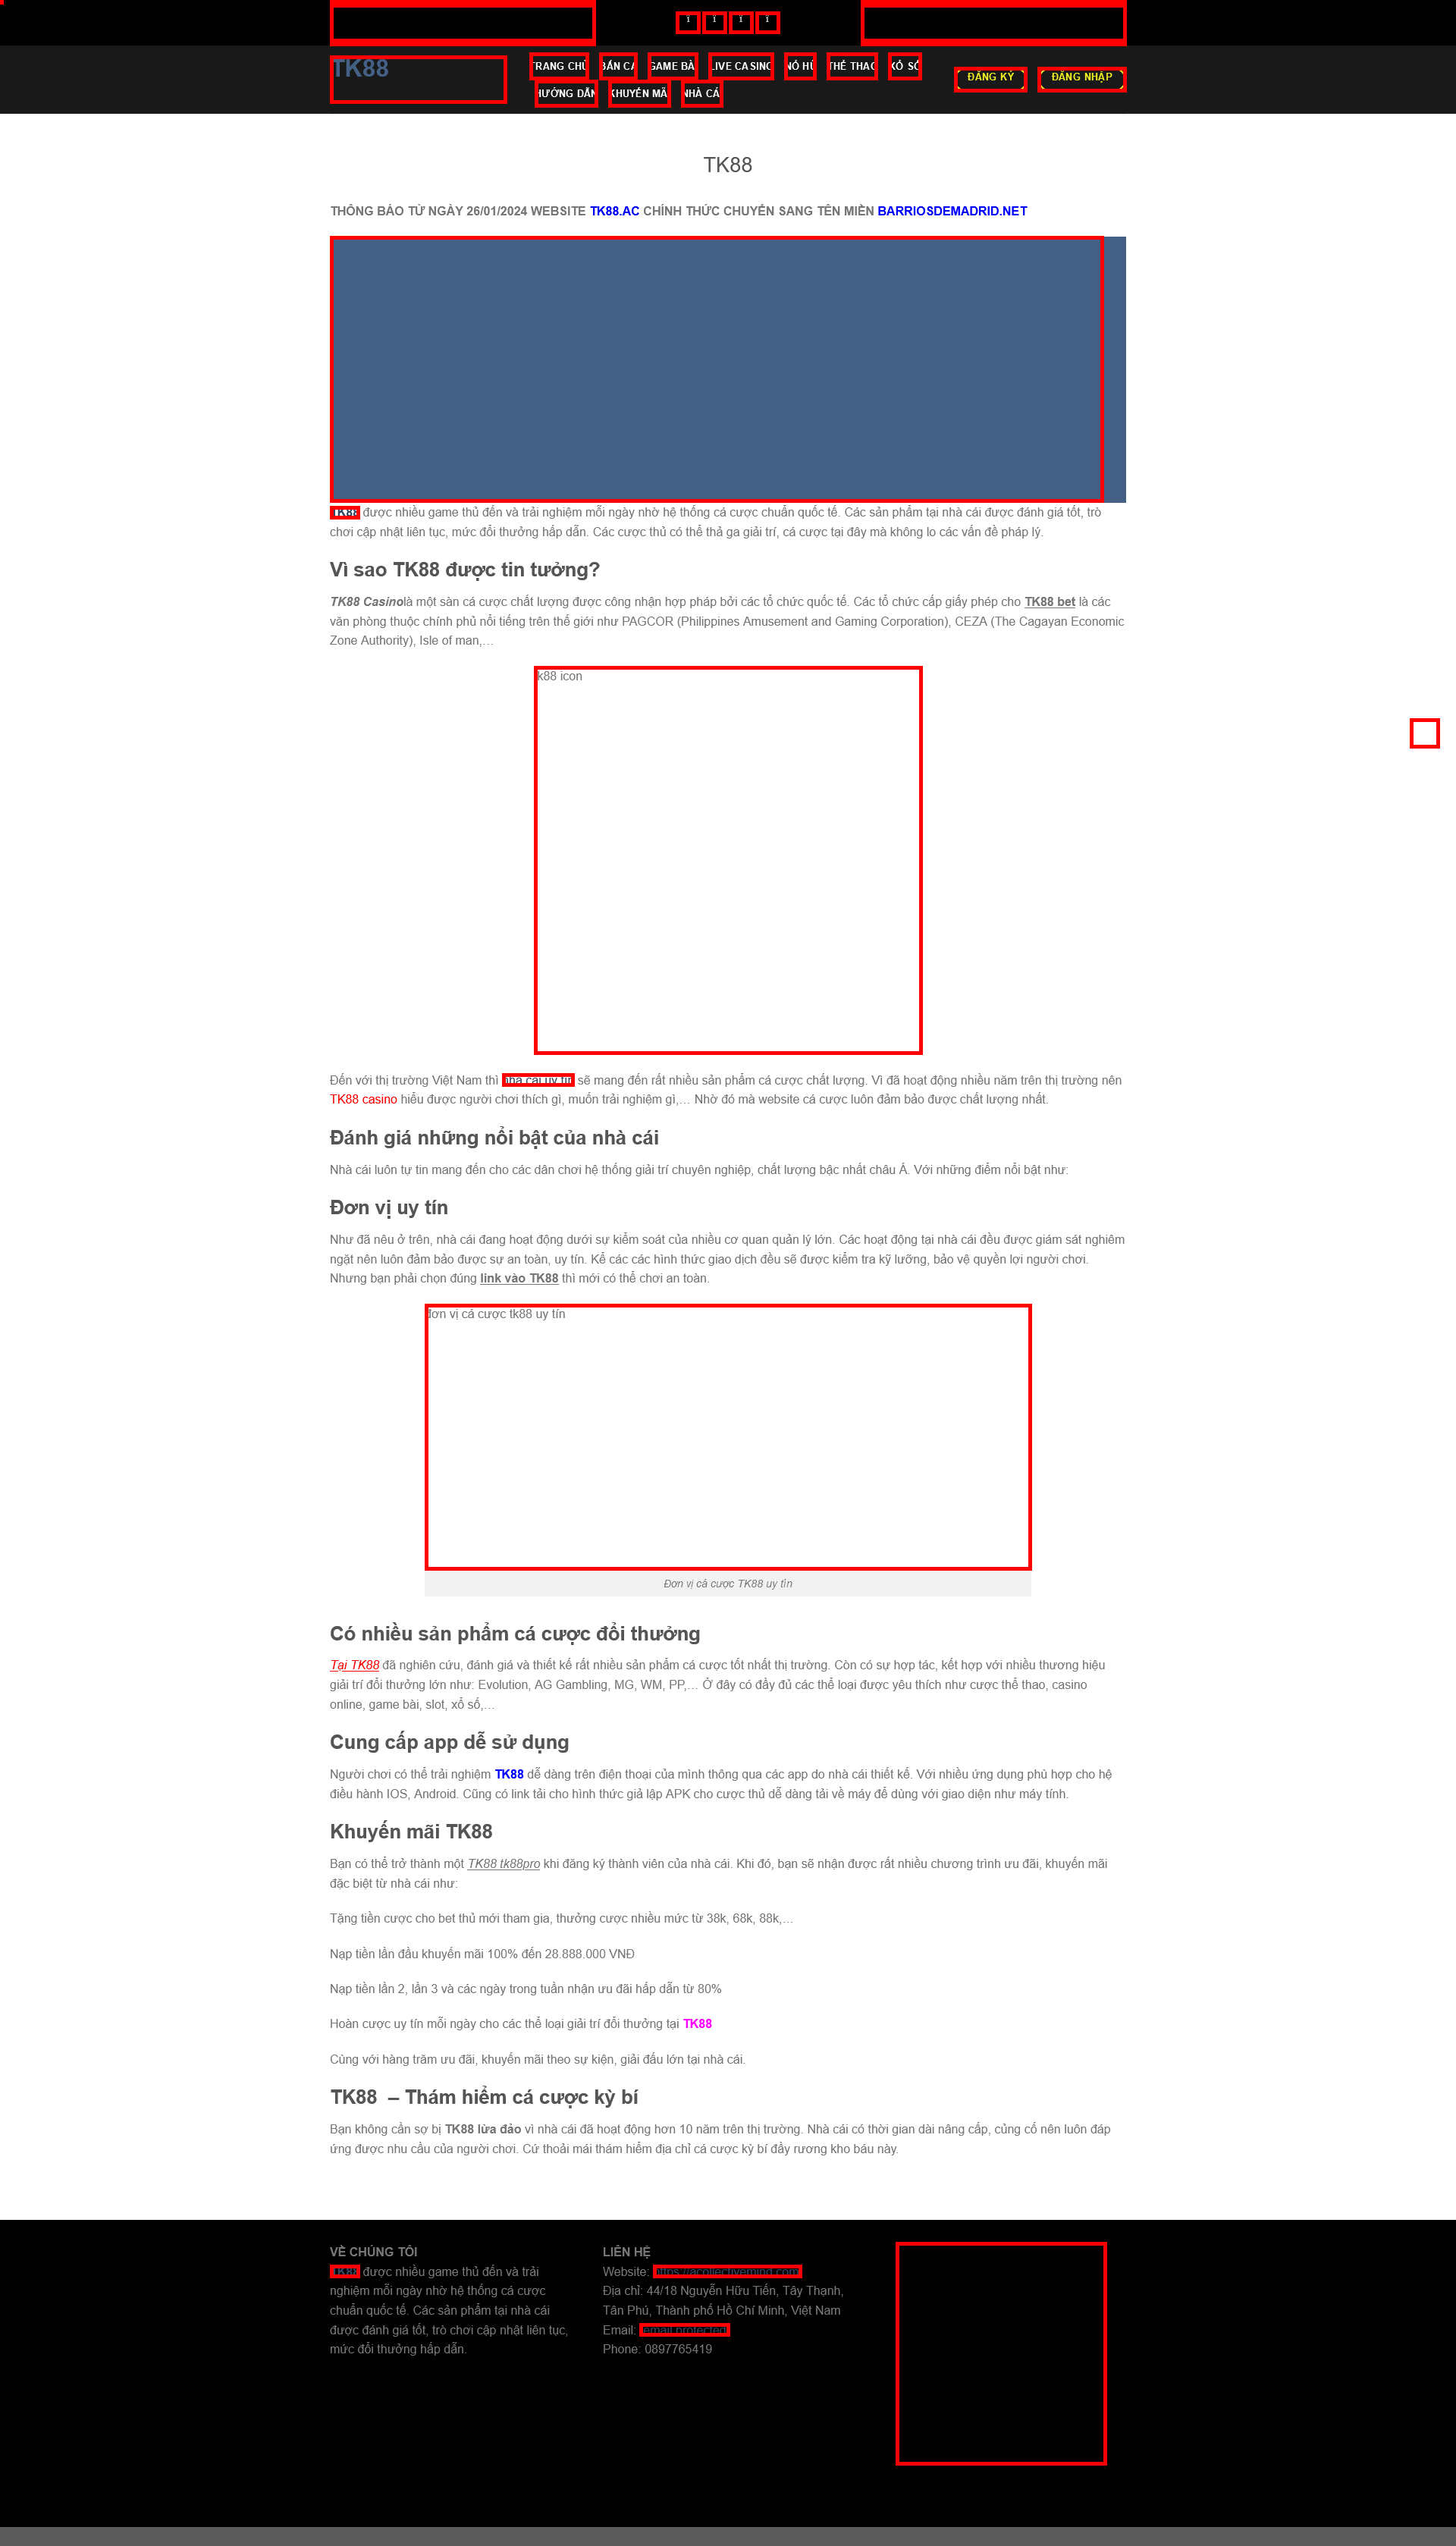 TK88
TRANG CHỦ BẮN CÁ GAME BÀI LIVE CASINO NỔ HŨ THỂ THAO XỔ SỐ
HƯỚNG DẪN KHUYẾN MÃI NHÀ CÁI
ĐĂNG KÝ ĐĂNG NHẬP
TK88
THÔNG BÁO TỪ NGÀY 26/01/2024 WEBSITE TK88.AC CHÍNH THỨC CHUYỂN SANG TÊN MIỀN BARRIOSDEMADRID.NET
TK88 được nhiều game thủ đến và trải nghiệm mỗi ngày nhờ hệ thống cá cược chuẩn quốc tế. Các sản phẩm tại nhà cái được đánh giá tốt, trò
chơi cập nhật liên tục, mức đổi thưởng hấp dẫn. Các cược thủ có thể thả ga giải trí, cá cược tại đây mà không lo các vấn đề pháp lý.
Vì sao TK88 được tin tưởng?
TK88 Casinolà một sàn cá cược chất lượng được công nhận hợp pháp bởi các tổ chức quốc tế. Các tổ chức cấp giấy phép cho TK88 bet là các
văn phòng thuộc chính phủ nổi tiếng trên thế giới như PAGCOR (Philippines Amusement and Gaming Corporation), CEZA (The Cagayan Economic
Zone Authority), Isle of man,…
tk88 icon
Đến với thị trường Việt Nam thì nhà cái uy tín sẽ mang đến rất nhiều sản phẩm cá cược chất lượng. Vì đã hoạt động nhiều năm trên thị trường nên
TK88 casino hiểu được người chơi thích gì, muốn trải nghiệm gì,… Nhờ đó mà website cá cược luôn đảm bảo được chất lượng nhất.
Đánh giá những nổi bật của nhà cái
Nhà cái luôn tự tin mang đến cho các dân chơi hệ thống giải trí chuyên nghiệp, chất lượng bậc nhất châu Á. Với những điểm nổi bật như:
Đơn vị uy tín
Như đã nêu ở trên, nhà cái đang hoạt động dưới sự kiểm soát của nhiều cơ quan quản lý lớn. Các hoạt động tại nhà cái đều được giám sát nghiêm
ngặt nên luôn đảm bảo được sự an toàn, uy tín. Kể các các hình thức giao dịch đều sẽ được kiểm tra kỹ lưỡng, bảo vệ quyền lợi người chơi.
Nhưng bạn phải chọn đúng link vào TK88 thì mới có thể chơi an toàn.
đơn vị cá cược tk88 uy tín
Đơn vị cá cược TK88 uy tín
Có nhiều sản phẩm cá cược đổi thưởng
Tại TK88 đã nghiên cứu, đánh giá và thiết kế rất nhiều sản phẩm cá cược tốt nhất thị trường. Còn có sự hợp tác, kết hợp với nhiều thương hiệu
giải trí đổi thưởng lớn như: Evolution, AG Gambling, MG, WM, PP,… Ở đây có đầy đủ các thể loại được yêu thích như cược thể thao, casino
online, game bài, slot, xổ số,…
Cung cấp app dễ sử dụng
Người chơi có thể trải nghiệm TK88 dễ dàng trên điện thoại của mình thông qua các app do nhà cái thiết kế. Với nhiều ứng dụng phù hợp cho hệ
điều hành IOS, Android. Cũng có link tải cho hình thức giả lập APK cho cược thủ dễ dàng tải về máy để dùng với giao diện như máy tính.
Khuyến mãi TK88
Bạn có thể trở thành một TK88 tk88pro khi đăng ký thành viên của nhà cái. Khi đó, bạn sẽ nhận được rất nhiều chương trình ưu đãi, khuyến mãi
đặc biệt từ nhà cái như:
Tặng tiền cược cho bet thủ mới tham gia, thưởng cược nhiều mức từ 38k, 68k, 88k,…
Nạp tiền lần đầu khuyến mãi 100% đến 28.888.000 VNĐ
Nạp tiền lần 2, lần 3 và các ngày trong tuần nhận ưu đãi hấp dẫn từ 80%
Hoàn cược uy tín mỗi ngày cho các thể loại giải trí đổi thưởng tại TK88
Cùng với hàng trăm ưu đãi, khuyến mãi theo sự kiện, giải đấu lớn tại nhà cái.
TK88 – Thám hiểm cá cược kỳ bí
Bạn không cần sợ bị TK88 lừa đảo vì nhà cái đã hoạt động hơn 10 năm trên thị trường. Nhà cái có thời gian dài nâng cấp, củng cố nên luôn đáp
ứng được nhu cầu của người chơi. Cứ thoải mái thám hiểm địa chỉ cá cược kỳ bí đầy rương kho báu này.
VỀ CHÚNG TÔI
TK88 được nhiều game thủ đến và trải
nghiệm mỗi ngày nhờ hệ thống cá cược
chuẩn quốc tế. Các sản phẩm tại nhà cái
được đánh giá tốt, trò chơi cập nhật liên tục,
mức đổi thưởng hấp dẫn.
LIÊN HỆ
Website: https://acollectivemind.com/
Địa chỉ: 44/18 Nguyễn Hữu Tiến, Tây Thạnh,
Tân Phú, Thành phố Hồ Chí Minh, Việt Nam
Email: [email protected]
Phone: 0897765419